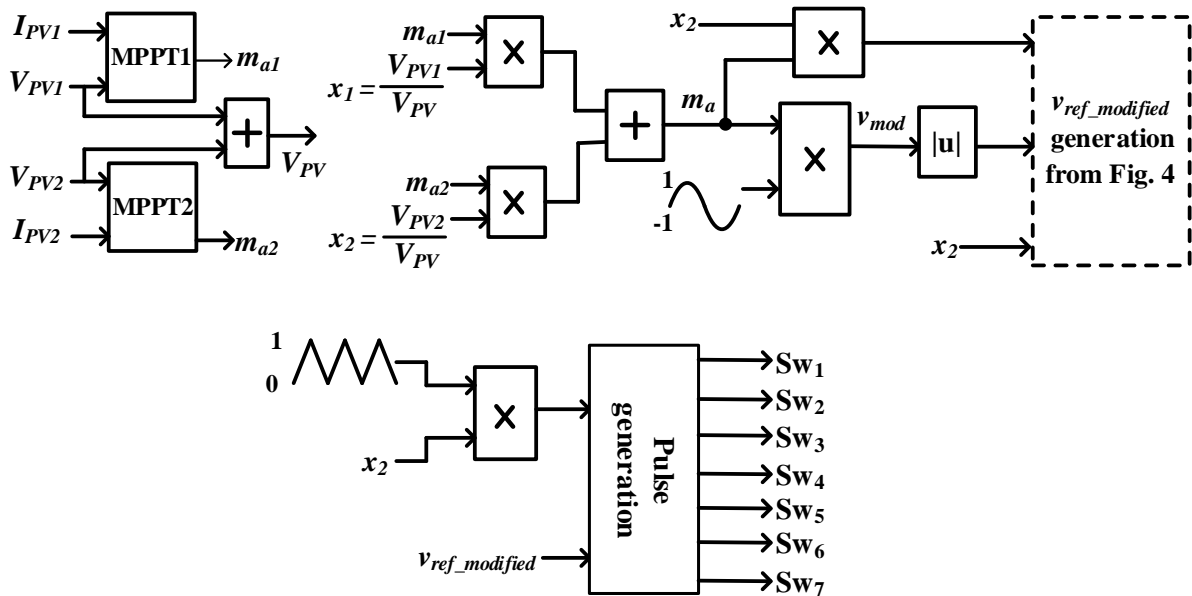 I_PV1
V_PV1
MPPT1
m_a1
+
V_PV
V_PV2
I_PV2
MPPT2
m_a2
m_a1
x_1 = V_PV1 / V_PV
×
m_a2
x_2 = V_PV2 / V_PV
×
+
m_a
x_2
×
1
-1
×
v_mod
|u|
x_2
v_ref_modified
generation
from Fig. 4
1
0
x_2
×
v_ref_modified
Pulse
generation
Sw_1
Sw_2
Sw_3
Sw_4
Sw_5
Sw_6
Sw_7